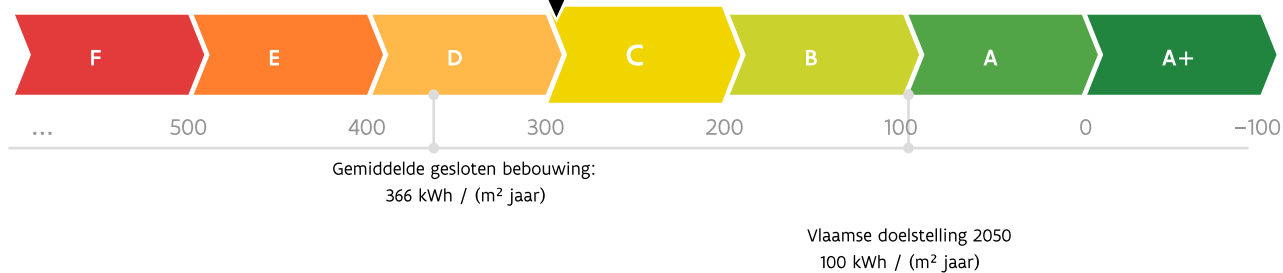 F E D C B A A+
... 500 400 300 200 100 0 –100
Gemiddelde gesloten bebouwing:
366 kWh / (m² jaar)
Vlaamse doelstelling 2050
100 kWh / (m² jaar)